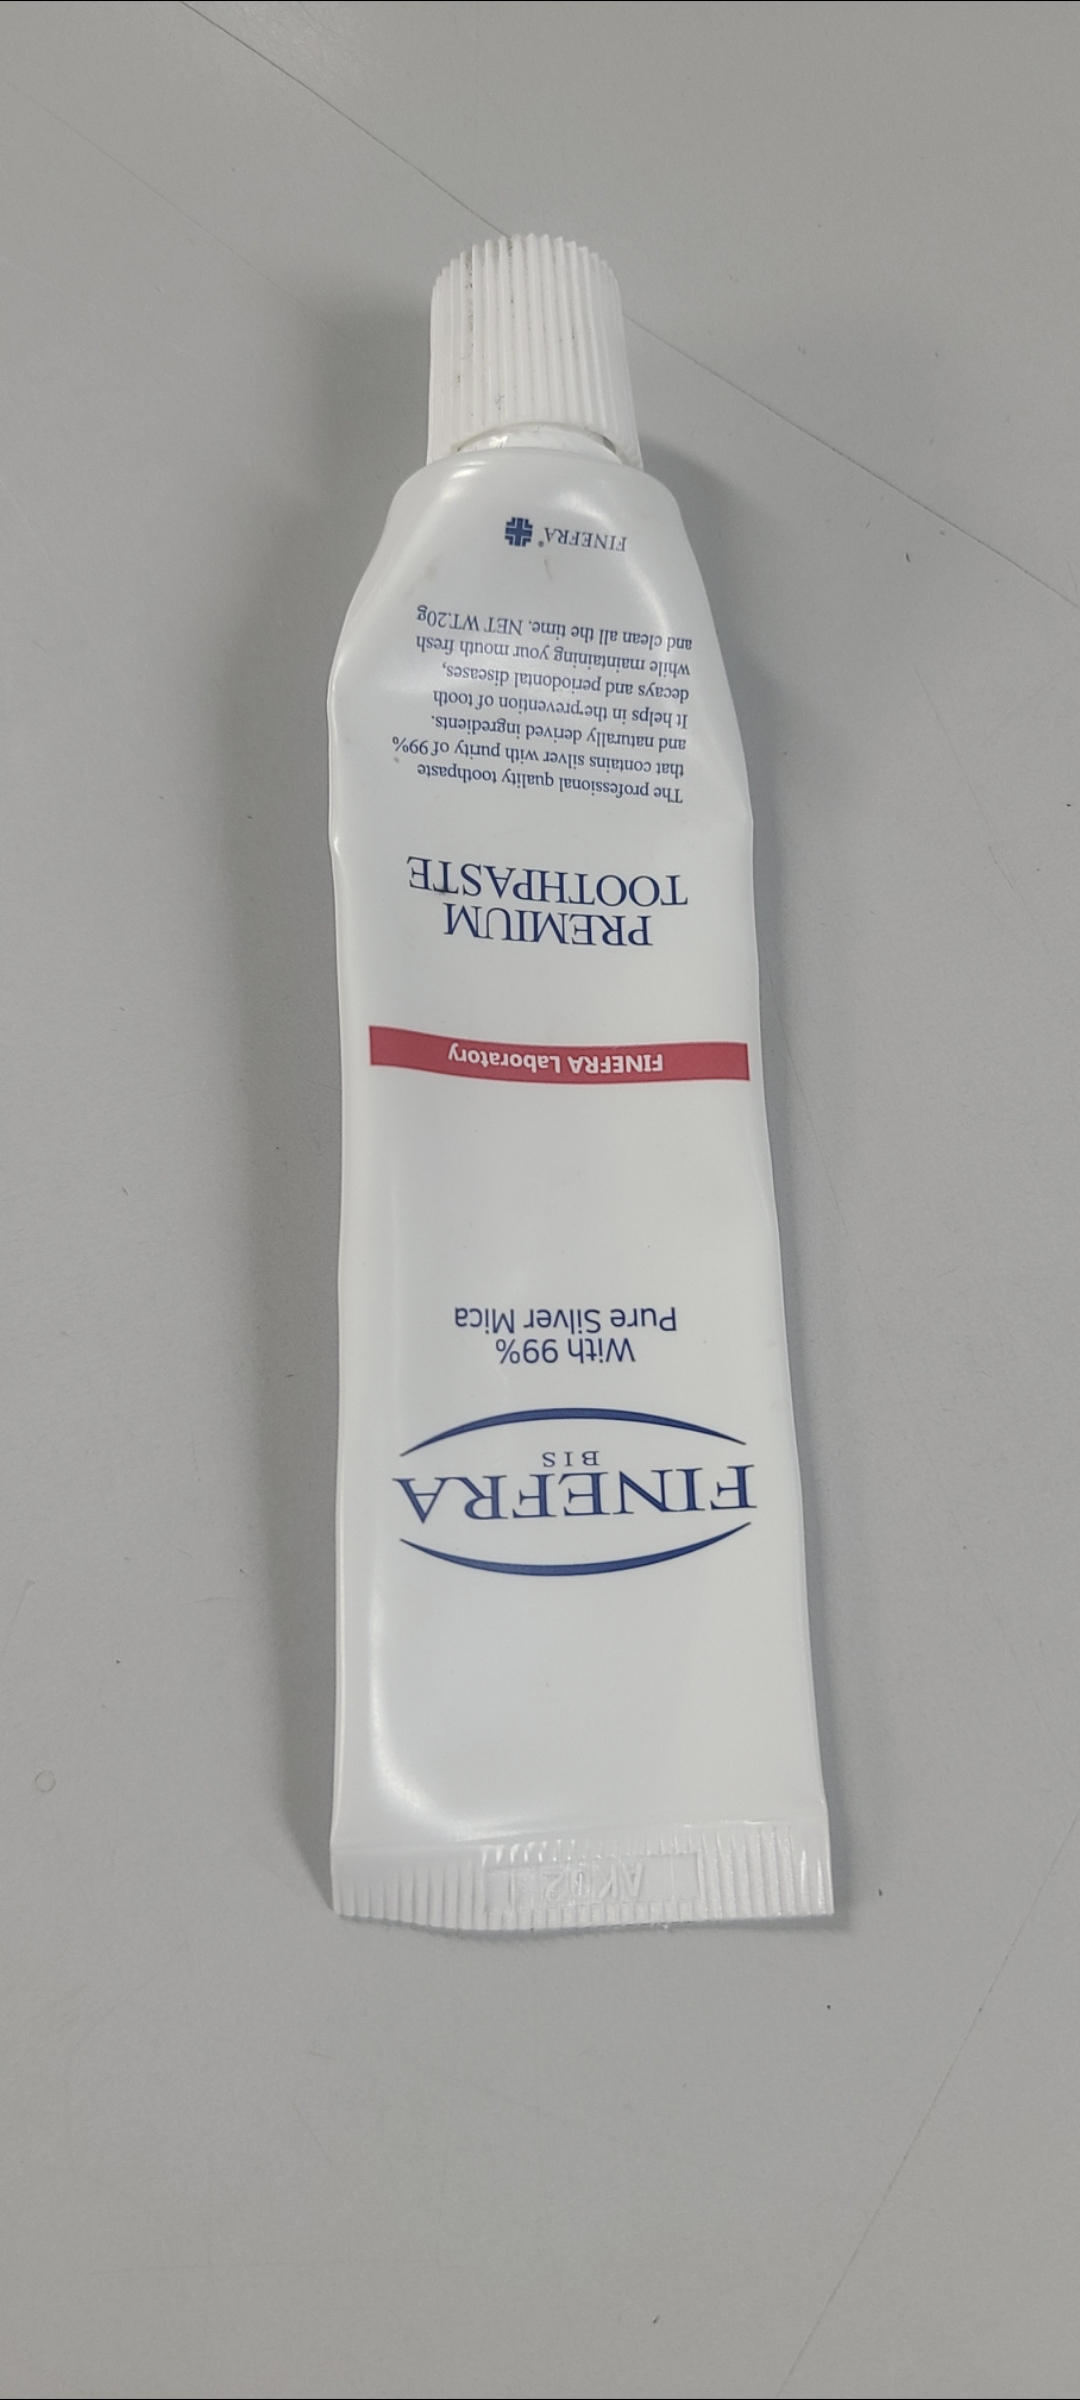 FINEFRA
BIS
With 99%
Pure Silver Mica
FINEFRA Laboratory
PREMIUM
TOOTHPASTE
The professional quality toothpaste
that contains silver with purity of 99%
and naturally derived ingredients.
It helps in the prevention of tooth
decays and periodontal diseases,
while maintaining your mouth fresh
and clean all the time. NET WT.20g
FINEFRA®
AK02